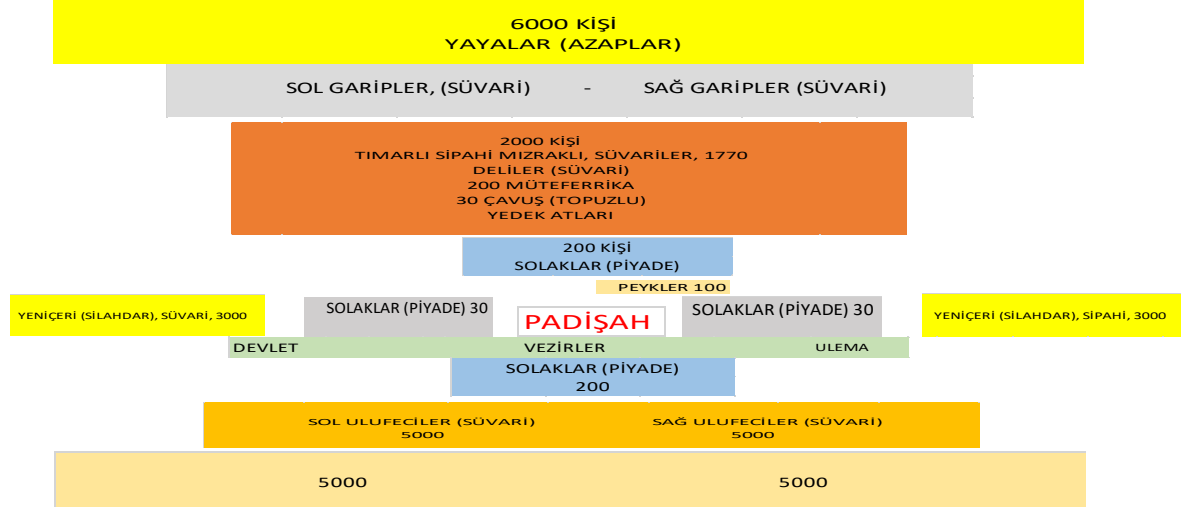 6000 KİŞİ
YAYALAR (AZAPLAR)
SOL GARİPLER, (SÜVARİ) - SAĞ GARİPLER (SÜVARİ)
2000 KİŞİ
TIMARLI SİPAHİ MIZRAKLI, SÜVARİLER, 1770
DELİLER (SÜVARİ)
200 MÜTEFERRİKA
30 ÇAVUŞ (TOPUZLU)
YEDEK ATLARI
200 KİŞİ
SOLAKLAR (PİYADE)
PEYKLER 100
YENİÇERİ (SİLAHDAR), SÜVARİ, 3000
SOLAKLAR (PİYADE) 30
PADİŞAH
SOLAKLAR (PİYADE) 30
YENİÇERİ (SİLAHDAR), SİPAHİ, 3000
DEVLET VEZİRLER ULEMA
SOLAKLAR (PİYADE)
200
SOL ULUFECİLER (SÜVARİ) SAĞ ULUFECİLER (SÜVARİ)
5000 5000
5000 5000